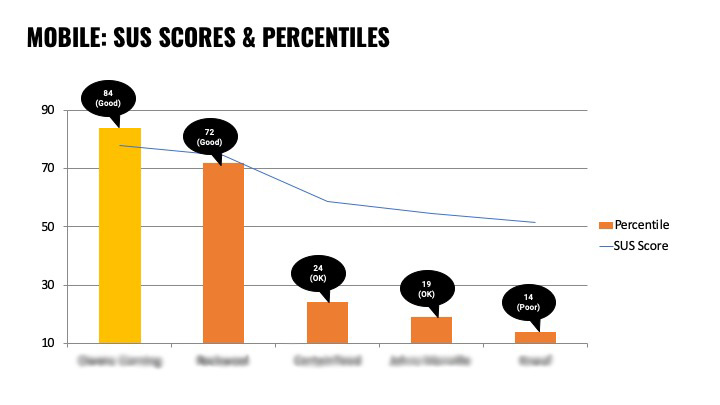 MOBILE: SUS SCORES & PERCENTILES
84
(Good)
90
72
(Good)
70
Percentile
50
SUS Score
24
(OK)
19
(OK)
30
14
(Poor)
10